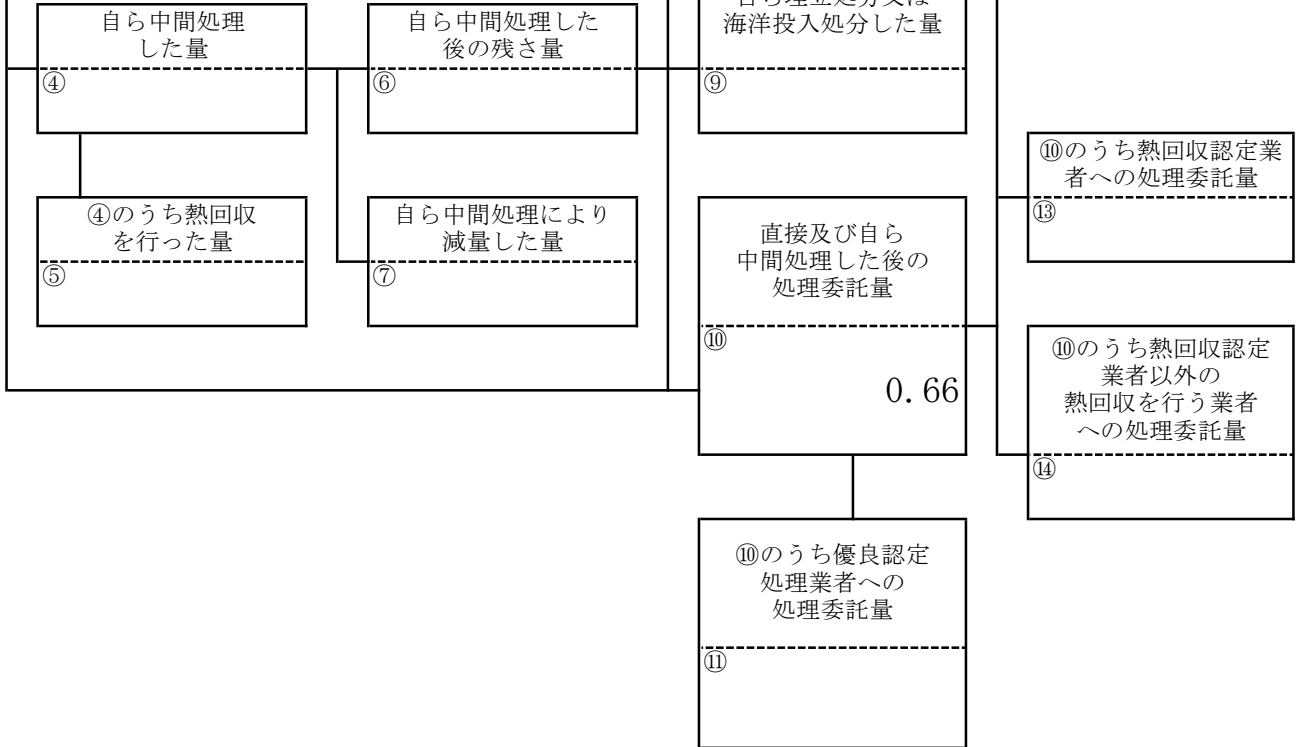 自ら中間処理
した量
④
自ら中間処理した
後の残さ量
⑥
海洋投入処分した量
⑨
④のうち熱回収
を行った量
⑤
自ら中間処理により
減量した量
⑦
直接及び自ら
中間処理した後の
処理委託量
⑩
0.66
⑩のうち熱回収認定業
者への処理委託量
⑬
⑩のうち熱回収認定
業者以外の
熱回収を行う業者
への処理委託量
⑭
⑩のうち優良認定
処理業者への
処理委託量
⑪